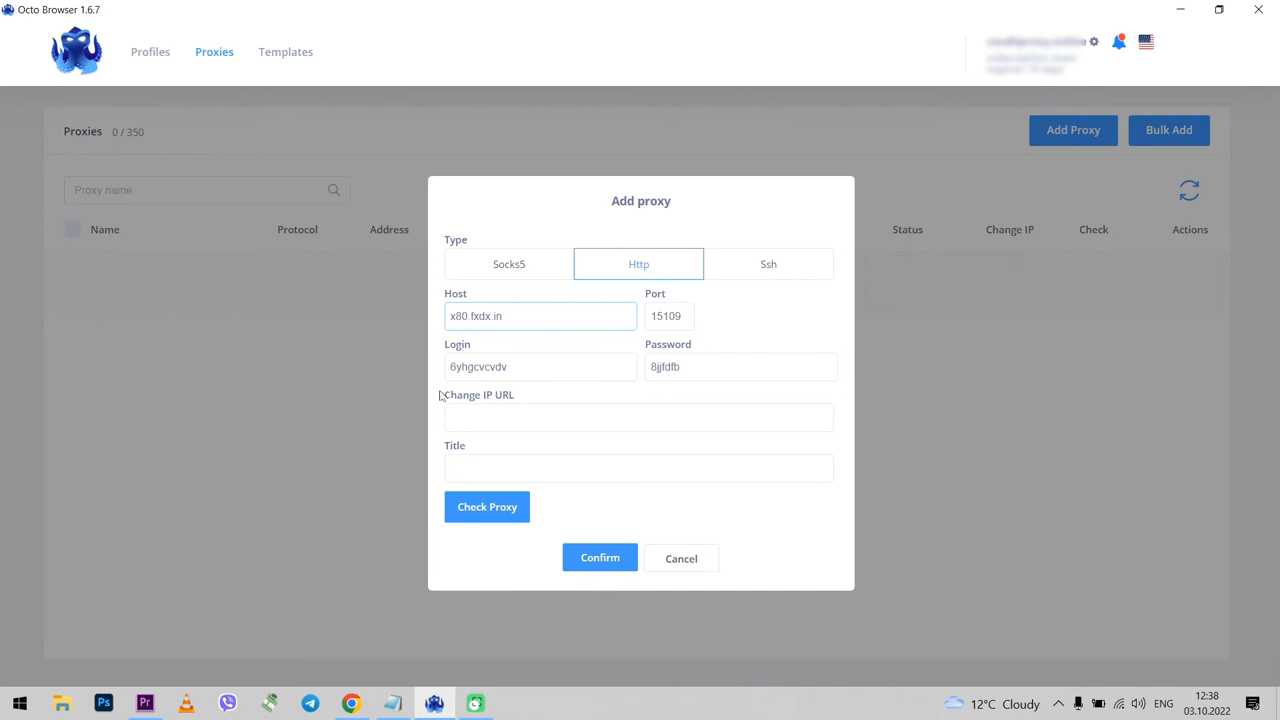 Octo Browser 1.6.7
Profiles
Proxies
Templates
Proxies 0 / 350
Add Proxy
Bulk Add
Proxy name
Name
Protocol
Address
Status
Change IP
Check
Actions
Add proxy
Type
Socks5
Http
Ssh
Host
Port
x80.fxdx.in
15109
Login
Password
6yhgcvcvdv
8jjfdfb
Change IP URL
Title
Check Proxy
Confirm
Cancel
Ps
Pr
12°C Cloudy
ENG
12:38
03.10.2022